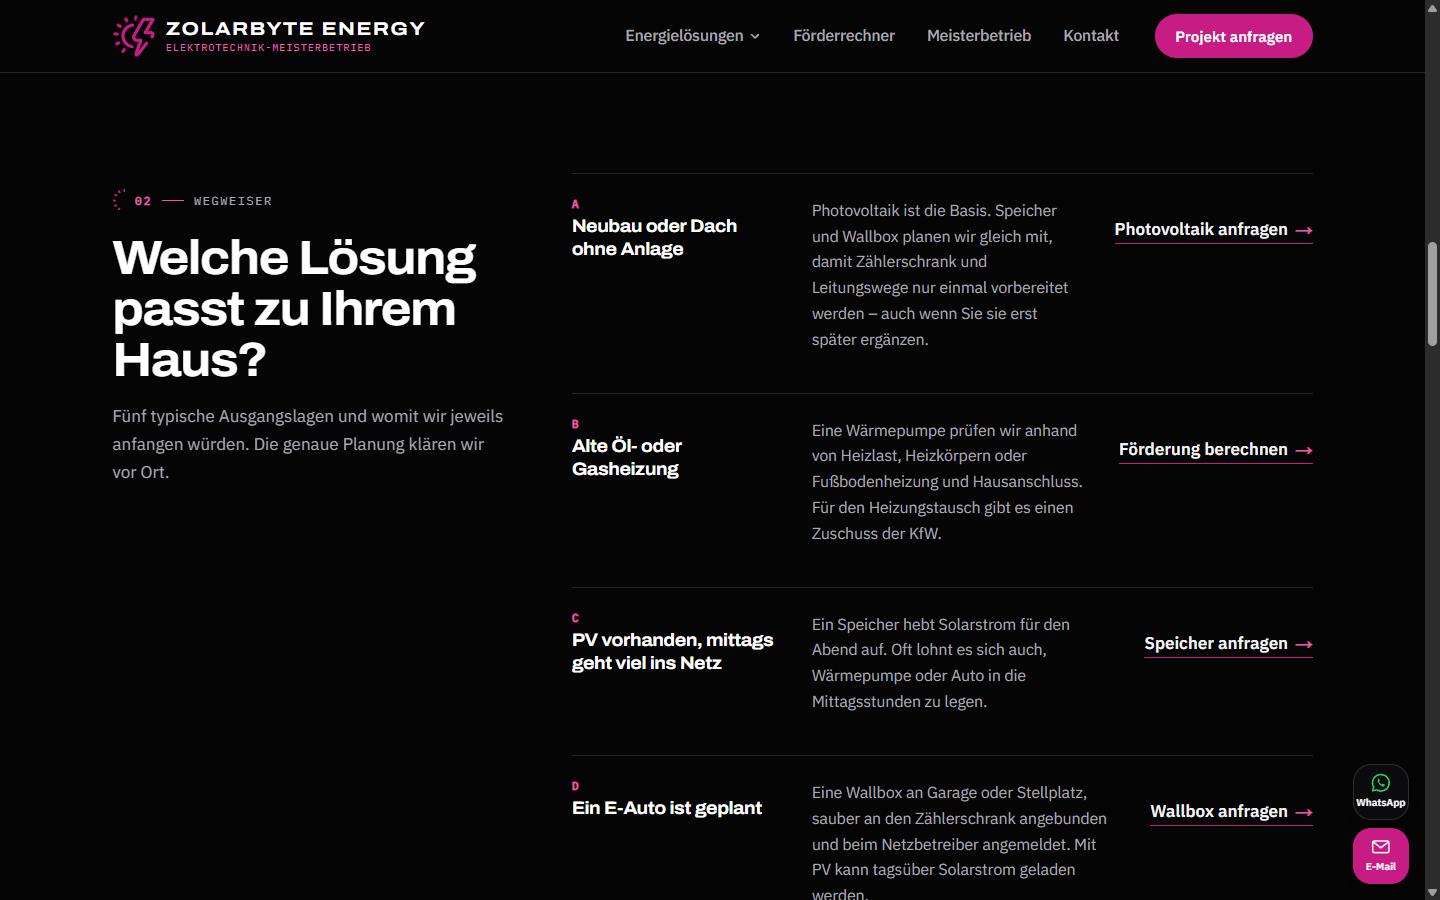 ZOLARBYTE ENERGY
ELEKTROTECHNIK-MEISTERBETRIEB
Energielösungen
Förderrechner
Meisterbetrieb
Kontakt
Projekt anfragen
02 — WEGWEISER
Welche Lösung
passt zu Ihrem
Haus?
Fünf typische Ausgangslagen und womit wir jeweils
anfangen würden. Die genaue Planung klären wir
vor Ort.
A
Neubau oder Dach
ohne Anlage
Photovoltaik ist die Basis. Speicher
und Wallbox planen wir gleich mit,
damit Zählerschrank und
Leitungswege nur einmal vorbereitet
werden – auch wenn Sie sie erst
später ergänzen.
Photovoltaik anfragen →
B
Alte Öl- oder
Gasheizung
Eine Wärmepumpe prüfen wir anhand
von Heizlast, Heizkörpern oder
Fußbodenheizung und Hausanschluss.
Für den Heizungstausch gibt es einen
Zuschuss der KfW.
Förderung berechnen →
C
PV vorhanden, mittags
geht viel ins Netz
Ein Speicher hebt Solarstrom für den
Abend auf. Oft lohnt es sich auch,
Wärmepumpe oder Auto in die
Mittagsstunden zu legen.
Speicher anfragen →
D
Ein E-Auto ist geplant
Eine Wallbox an Garage oder Stellplatz,
sauber an den Zählerschrank angebunden
und beim Netzbetreiber angemeldet. Mit
PV kann tagsüber Solarstrom geladen
werden.
Wallbox anfragen →
WhatsApp
E-Mail